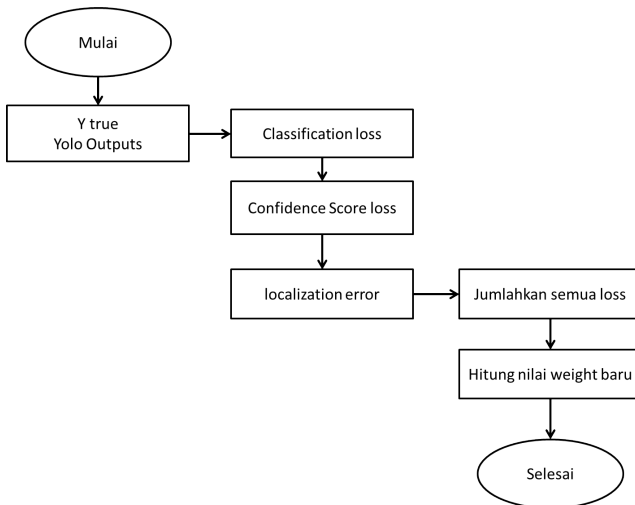 Mulai
Y true
Yolo Outputs
Classification loss
Confidence Score loss
localization error
Jumlahkan semua loss
Hitung nilai weight baru
Selesai